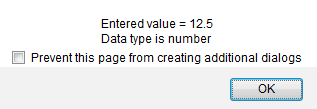 Entered value = 12.5
Data type is number
Prevent this page from creating additional dialogs
OK